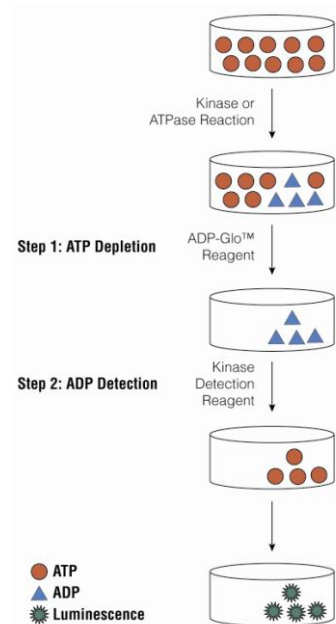 Kinase or
ATPase Reaction
Step 1: ATP Depletion
ADP-Glo™
Reagent
Step 2: ADP Detection
Kinase
Detection
Reagent
ATP
ADP
Luminescence